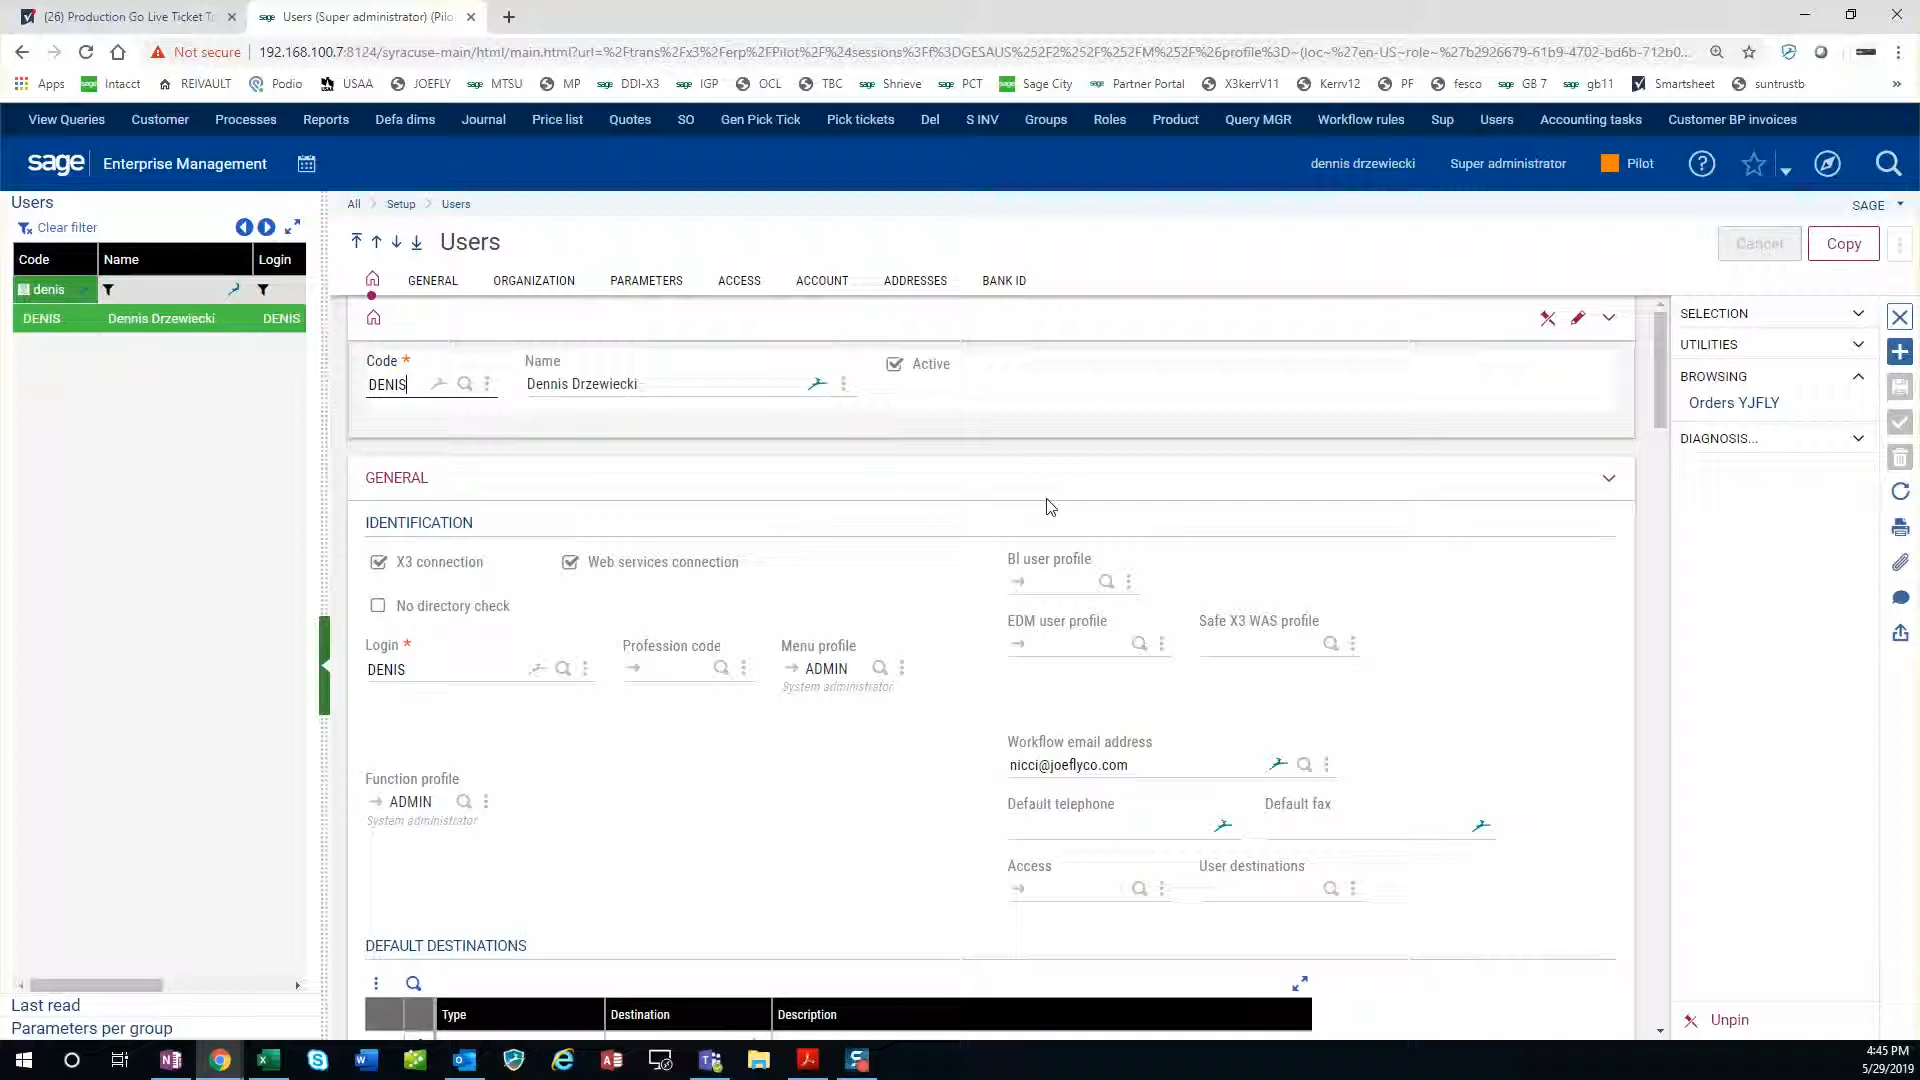 (26) Production Go Live Ticket T
Users (Super administrator) (Pilo
Not secure
192.168.100.7:8124/syracuse-main/html/main.html?url=%2Ftrans%2Fx3%2Ferp%2FPilot%2F%24sessions%3Ff%3DGESAUS%252F2%252F%252FM%252F%26profile%3D~(loc~%27en-US~role~%27b2926679-61b9-4702-bd6b-712b0...
Apps
Intacct
REIVAULT
Podio
USAA
JOEFLY
MTSU
MP
DDI-X3
IGP
OCL
TBC
Shrieve
PCT
Sage City
Partner Portal
X3kerrV11
Kerrv12
PF
fesco
GB 7
gb11
Smartsheet
suntrustb
»
View Queries
Customer
Processes
Reports
Defa dims
Journal
Price list
Quotes
SO
Gen Pick Tick
Pick tickets
Del
S INV
Groups
Roles
Product
Query MGR
Workflow rules
Sup
Users
Accounting tasks
Customer BP invoices
sage
Enterprise Management
dennis drzewiecki
Super administrator
Pilot
Users
Clear filter
Code
Name
Login
denis
DENIS
Dennis Drzewiecki
DENIS
Last read
Parameters per group
All
Setup
Users
SAGE
Users
Cancel
Copy
GENERAL
ORGANIZATION
PARAMETERS
ACCESS
ACCOUNT
ADDRESSES
BANK ID
Code *
Name
Active
DENIS
Dennis Drzewiecki
GENERAL
IDENTIFICATION
X3 connection
Web services connection
No directory check
Login *
Profession code
Menu profile
DENIS
ADMIN
System administrator
Function profile
ADMIN
System administrator
BI user profile
EDM user profile
Safe X3 WAS profile
Workflow email address
nicci@joeflyco.com
Default telephone
Default fax
Access
User destinations
DEFAULT DESTINATIONS
Type
Destination
Description
SELECTION
UTILITIES
BROWSING
Orders YJFLY
DIAGNOSIS...
Unpin
4:45 PM
5/29/2019